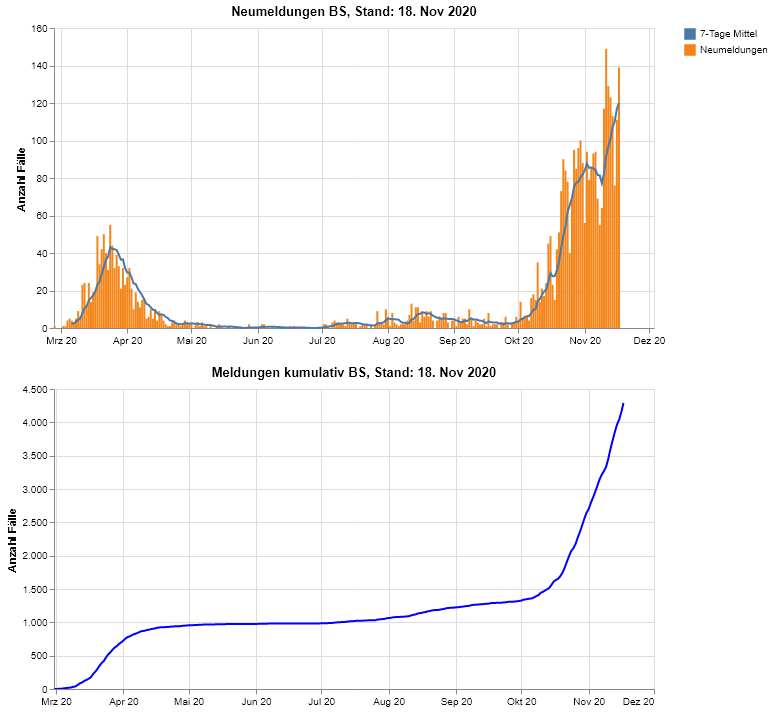 Neumeldungen BS, Stand: 18. Nov 2020
160
140
120
100
80
60
40
20
0
Anzahl Fälle
Mrz 20 Apr 20 Mai 20 Jun 20 Jul 20 Aug 20 Sep 20 Okt 20 Nov 20 Dez 20
7-Tage Mittel
Neumeldungen
Meldungen kumulativ BS, Stand: 18. Nov 2020
4.500
4.000
3.500
3.000
2.500
2.000
1.500
1.000
500
0
Anzahl Fälle
Mrz 20 Apr 20 Mai 20 Jun 20 Jul 20 Aug 20 Sep 20 Okt 20 Nov 20 Dez 20